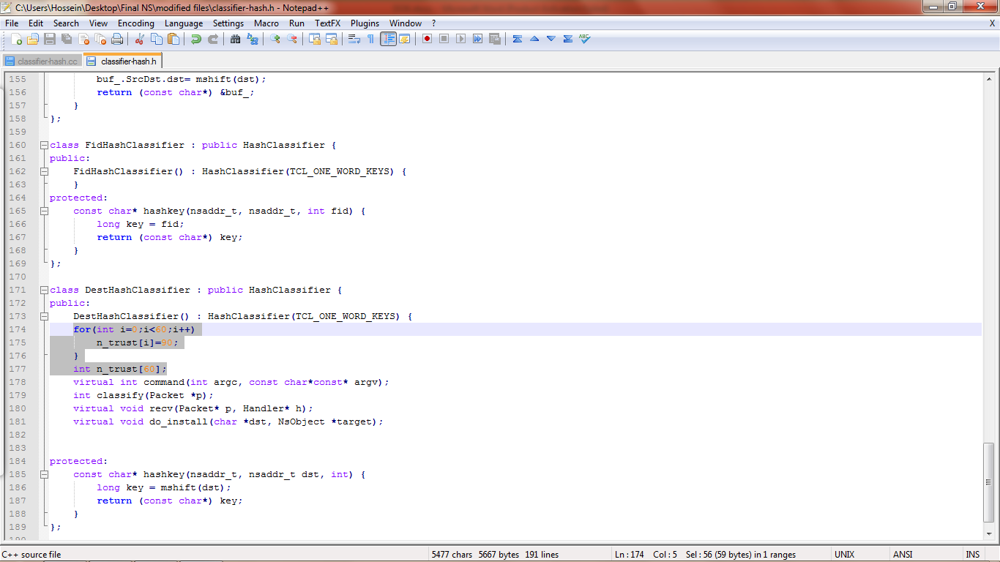 C:\Users\Hossein\Desktop\Final NS\modified files\classifier-hash.h - Notepad++
File Edit Search View Encoding Language Settings Macro Run TextFX Plugins Window ? X
classifier-hash.cc classifier-hash.h
155 buf_.SrcDst.dst= mshift(dst);
156 return (const char*) &buf_;
157 }
158 };
159
160 class FidHashClassifier : public HashClassifier {
161 public:
162 FidHashClassifier() : HashClassifier(TCL_ONE_WORD_KEYS) {
163 }
164 protected:
165 const char* hashkey(nsaddr_t, nsaddr_t, int fid) {
166 long key = fid;
167 return (const char*) key;
168 }
169 };
170
171 class DestHashClassifier : public HashClassifier {
172 public:
173 DestHashClassifier() : HashClassifier(TCL_ONE_WORD_KEYS) {
174 for(int i=0;i<60;i++)
175 n_trust[i]=90;
176 }
177 int n_trust[60];
178 virtual int command(int argc, const char*const* argv);
179 int classify(Packet *p);
180 virtual void recv(Packet* p, Handler* h);
181 virtual void do_install(char *dst, NsObject *target);
182
183
184 protected:
185 const char* hashkey(nsaddr_t, nsaddr_t dst, int) {
186 long key = mshift(dst);
187 return (const char*) key;
188 }
189 };
190
C++ source file 5477 chars 5667 bytes 191 lines Ln : 174 Col : 5 Sel : 56 (59 bytes) in 1 ranges UNIX ANSI INS